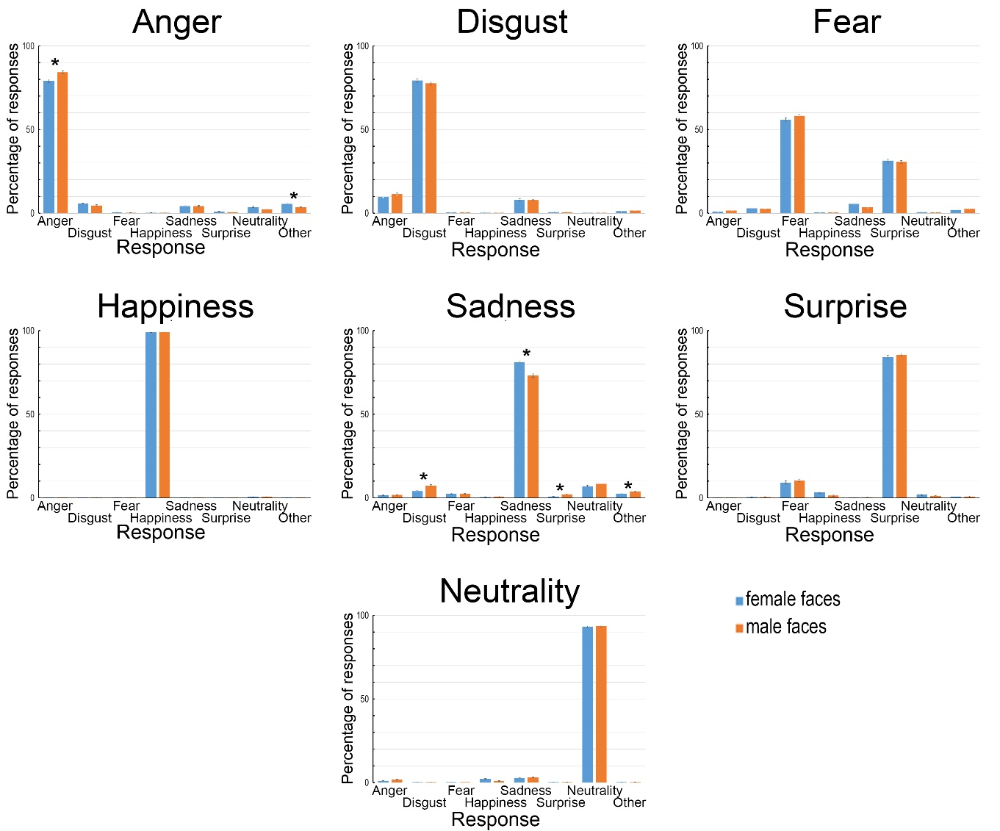 Anger
Disgust
Fear
Percentage of responses
100
50
0
*
*
Anger Fear Sadness Neutrality
Disgust Happiness Surprise Other
Response
Percentage of responses
100
50
0
Anger Fear Sadness Neutrality
Disgust Happiness Surprise Other
Response
Percentage of responses
100
50
0
Anger Fear Sadness Neutrality
Disgust Happiness Surprise Other
Response
Happiness
Sadness
Surprise
Percentage of responses
100
50
0
Anger Fear Sadness Neutrality
Disgust Happiness Surprise Other
Response
Percentage of responses
100
50
0
*
*
*
*
Anger Fear Sadness Neutrality
Disgust Happiness Surprise Other
Response
Percentage of responses
100
50
0
Anger Fear Sadness Neutrality
Disgust Happiness Surprise Other
Response
Neutrality
Percentage of responses
100
50
0
Anger Fear Sadness Neutrality
Disgust Happiness Surprise Other
Response
female faces
male faces